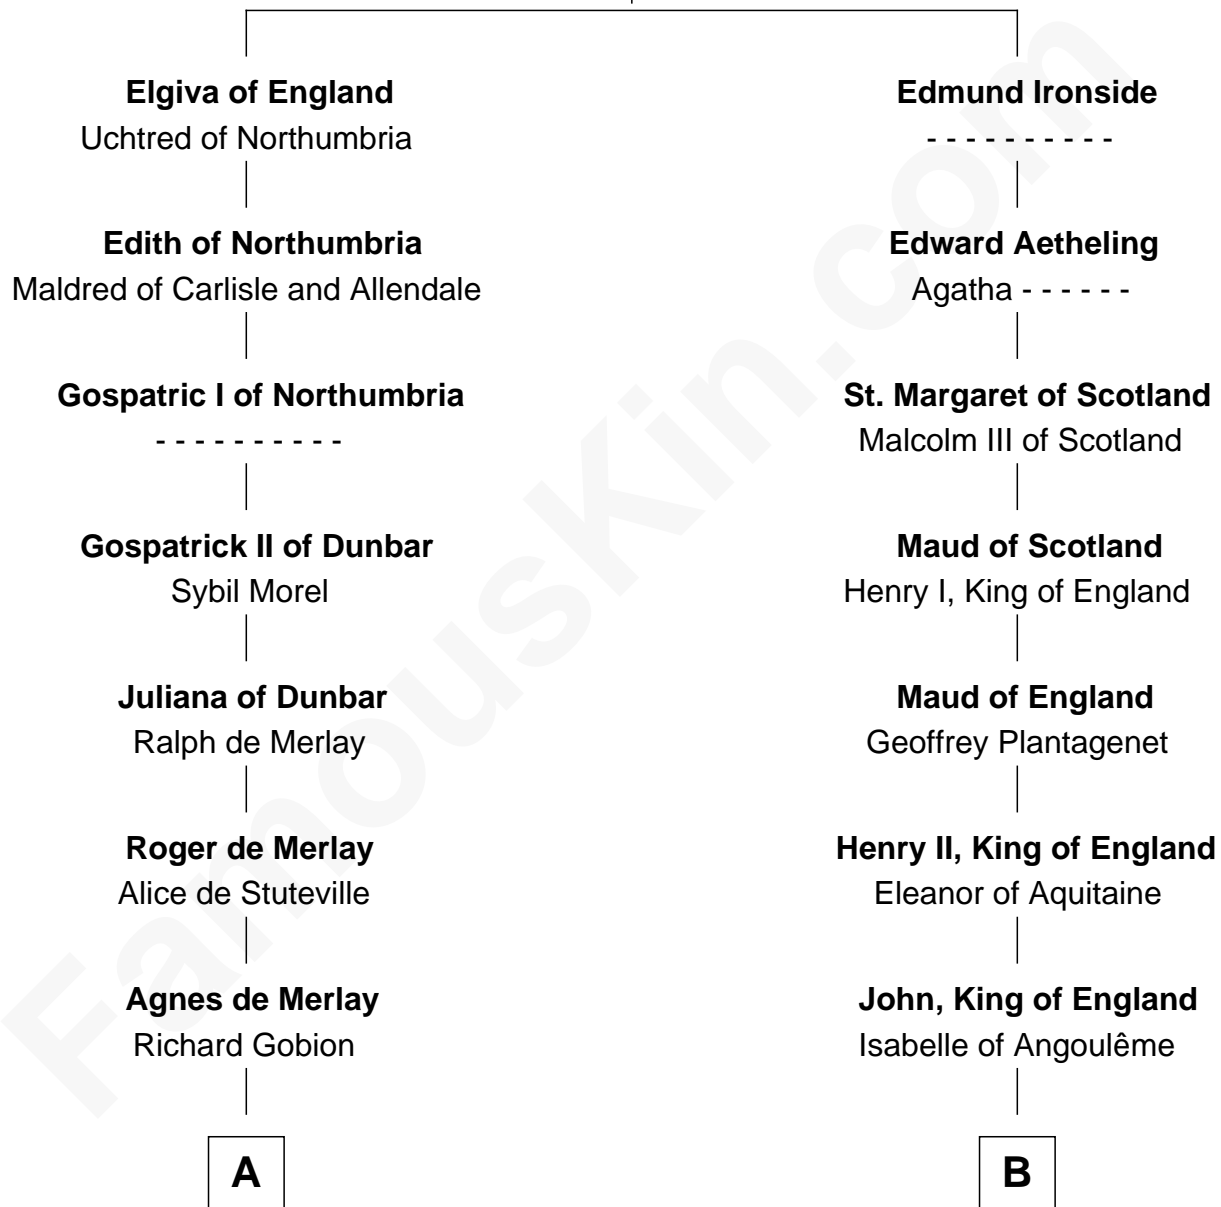 Elgiva of England
Uchtred of Northumbria
Edith of Northumbria
Maldred of Carlisle and Allendale
Gospatric I of Northumbria
- - - - - - - - - -
Gospatrick II of Dunbar
Sybil Morel
Juliana of Dunbar
Ralph de Merlay
Roger de Merlay
Alice de Stuteville
Agnes de Merlay
Richard Gobion
A
Edmund Ironside
- - - - - - - - - -
Edward Aetheling
Agatha - - - - - -
St. Margaret of Scotland
Malcolm III of Scotland
Maud of Scotland
Henry I, King of England
Maud of England
Geoffrey Plantagenet
Henry II, King of England
Eleanor of Aquitaine
John, King of England
Isabelle of Angoulême
B
FamousKin.com